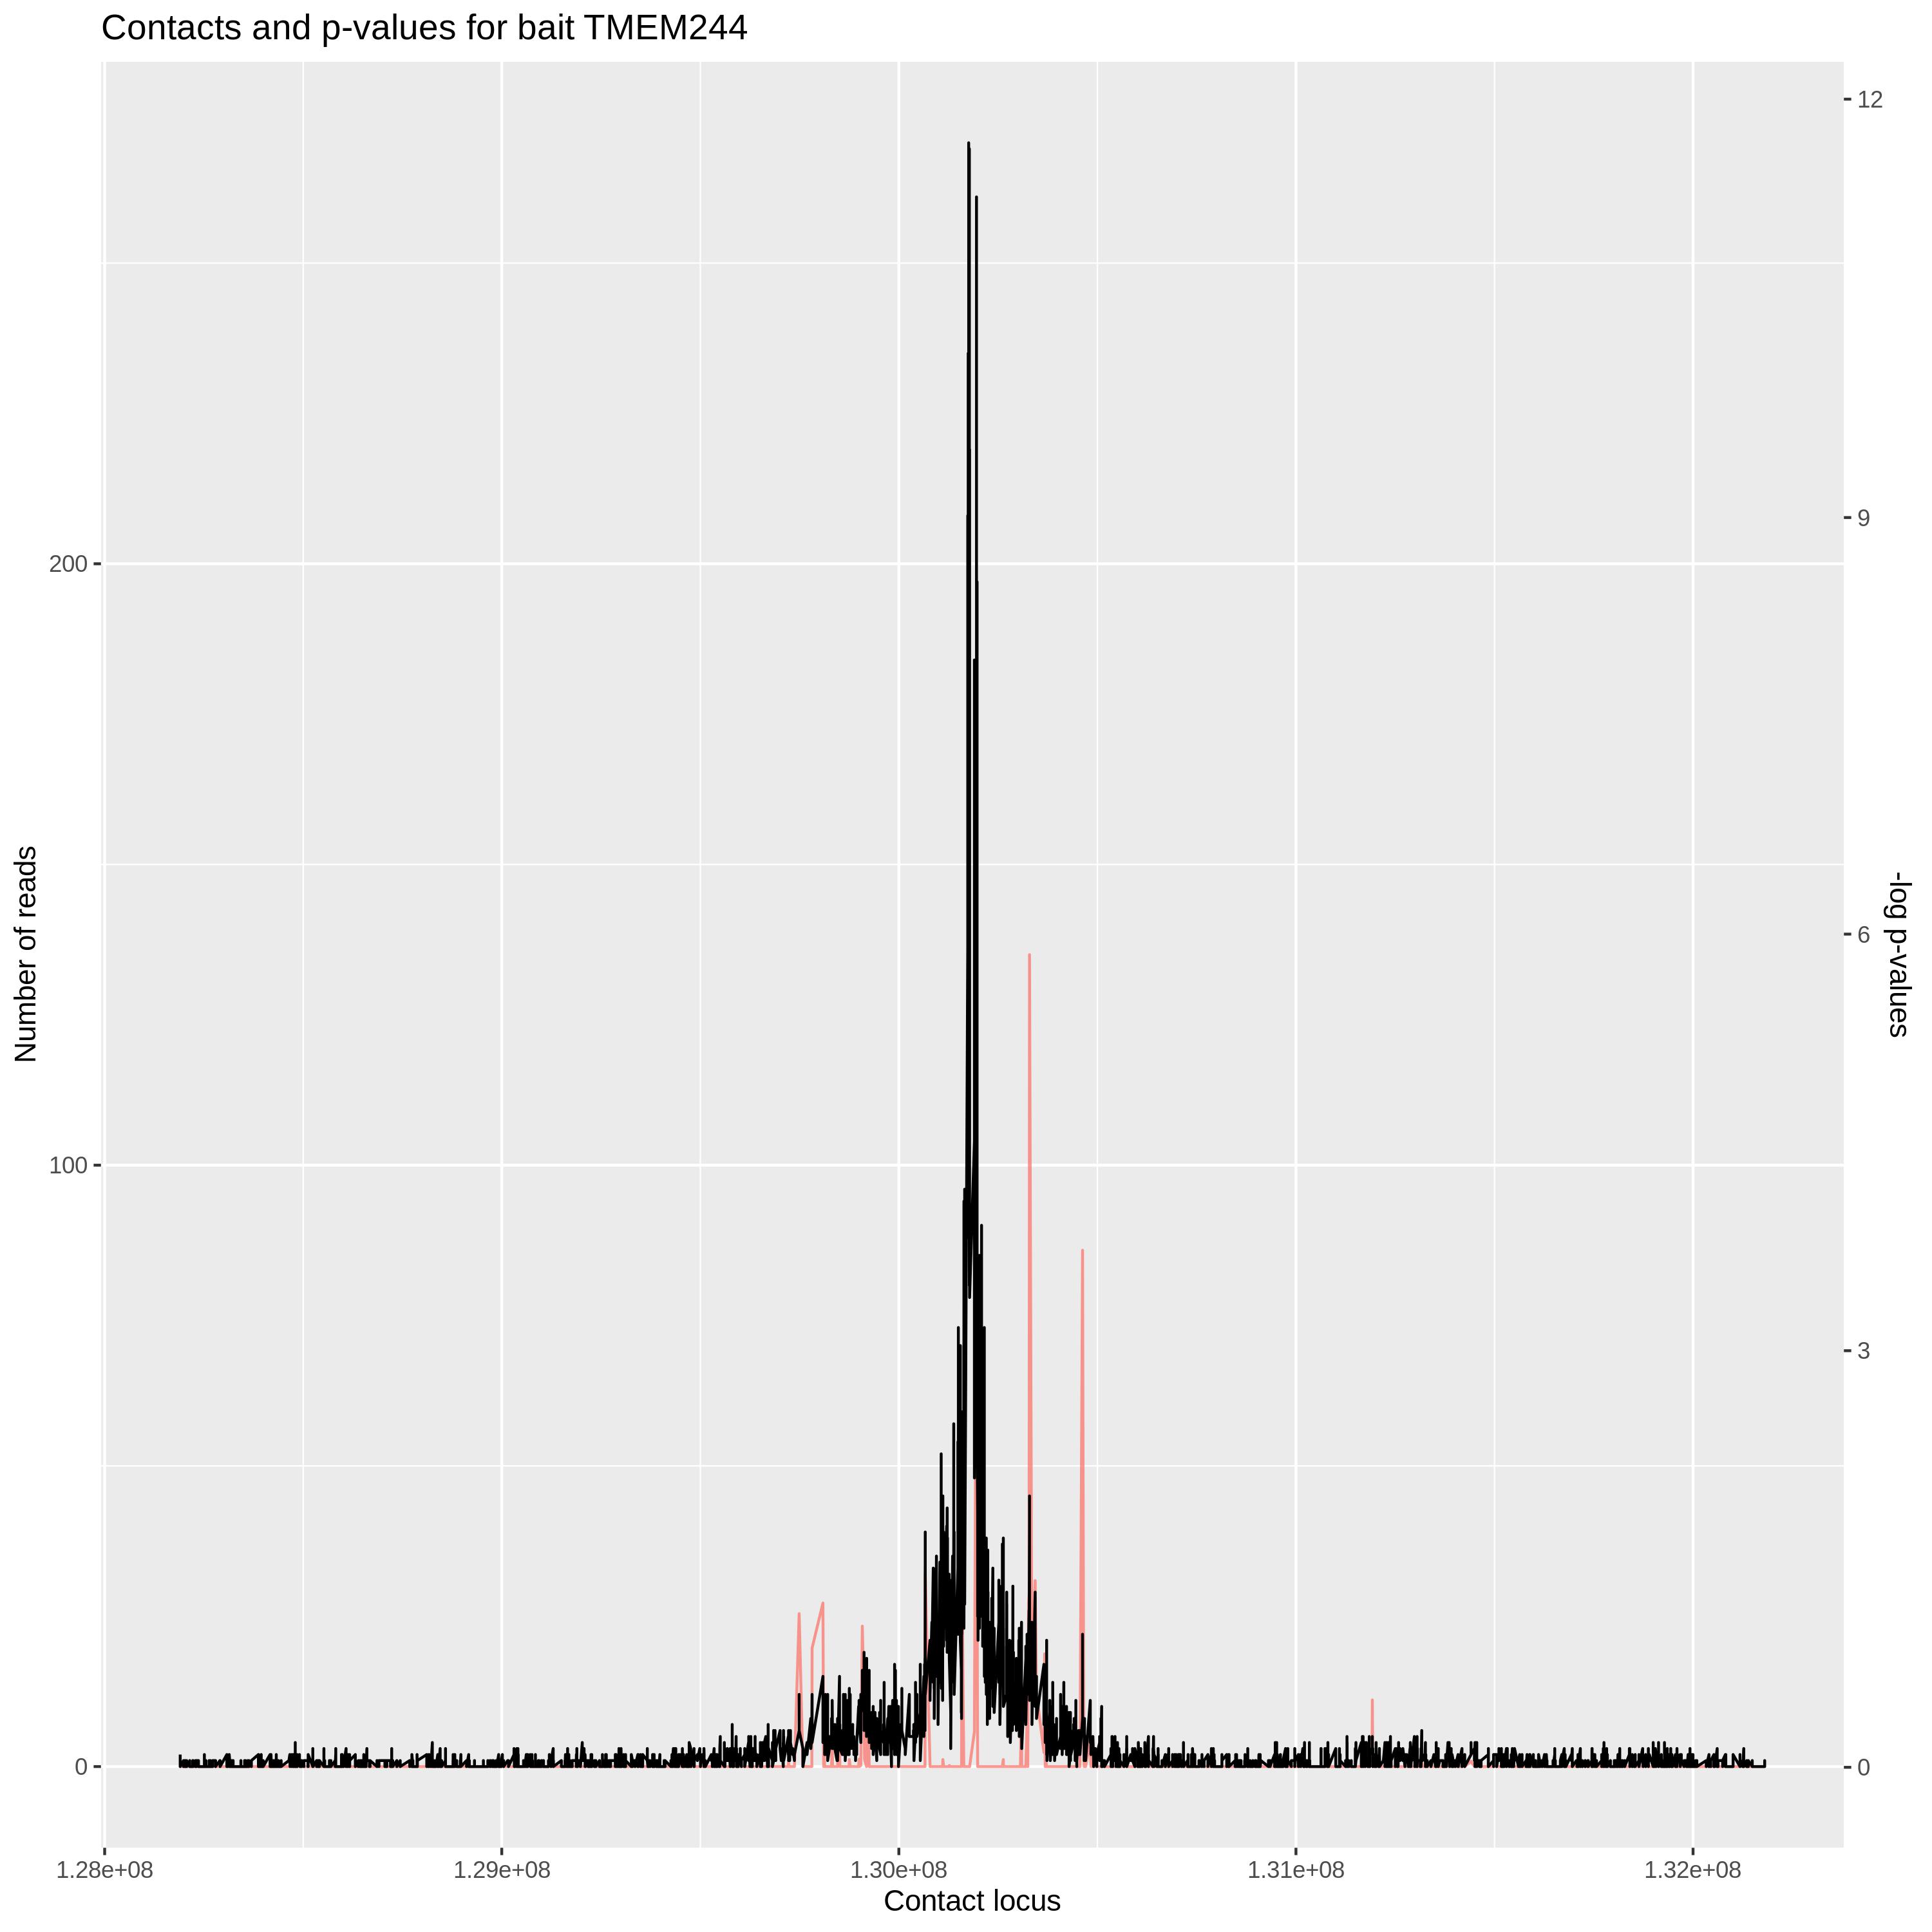 Contacts and p-values for bait TMEM244
Number of reads
200
100
0
12
9
6
3
0
-log p-values
1.28e+08
1.29e+08
1.30e+08
1.31e+08
1.32e+08
Contact locus